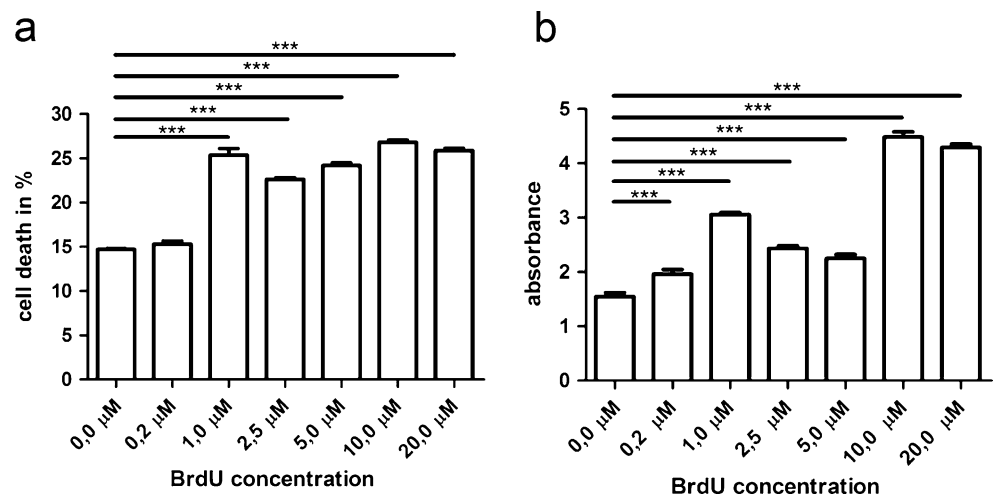 a
***
***
***
***
***
30
25
20
15
10
5
0
cell death in %
0,0 µM
0,2 µM
1,0 µM
2,5 µM
5,0 µM
10,0 µM
20,0 µM
BrdU concentration
b
***
***
***
***
***
***
5
4
3
2
1
0
absorbance
0,0 µM
0,2 µM
1,0 µM
2,5 µM
5,0 µM
10,0 µM
20,0 µM
BrdU concentration